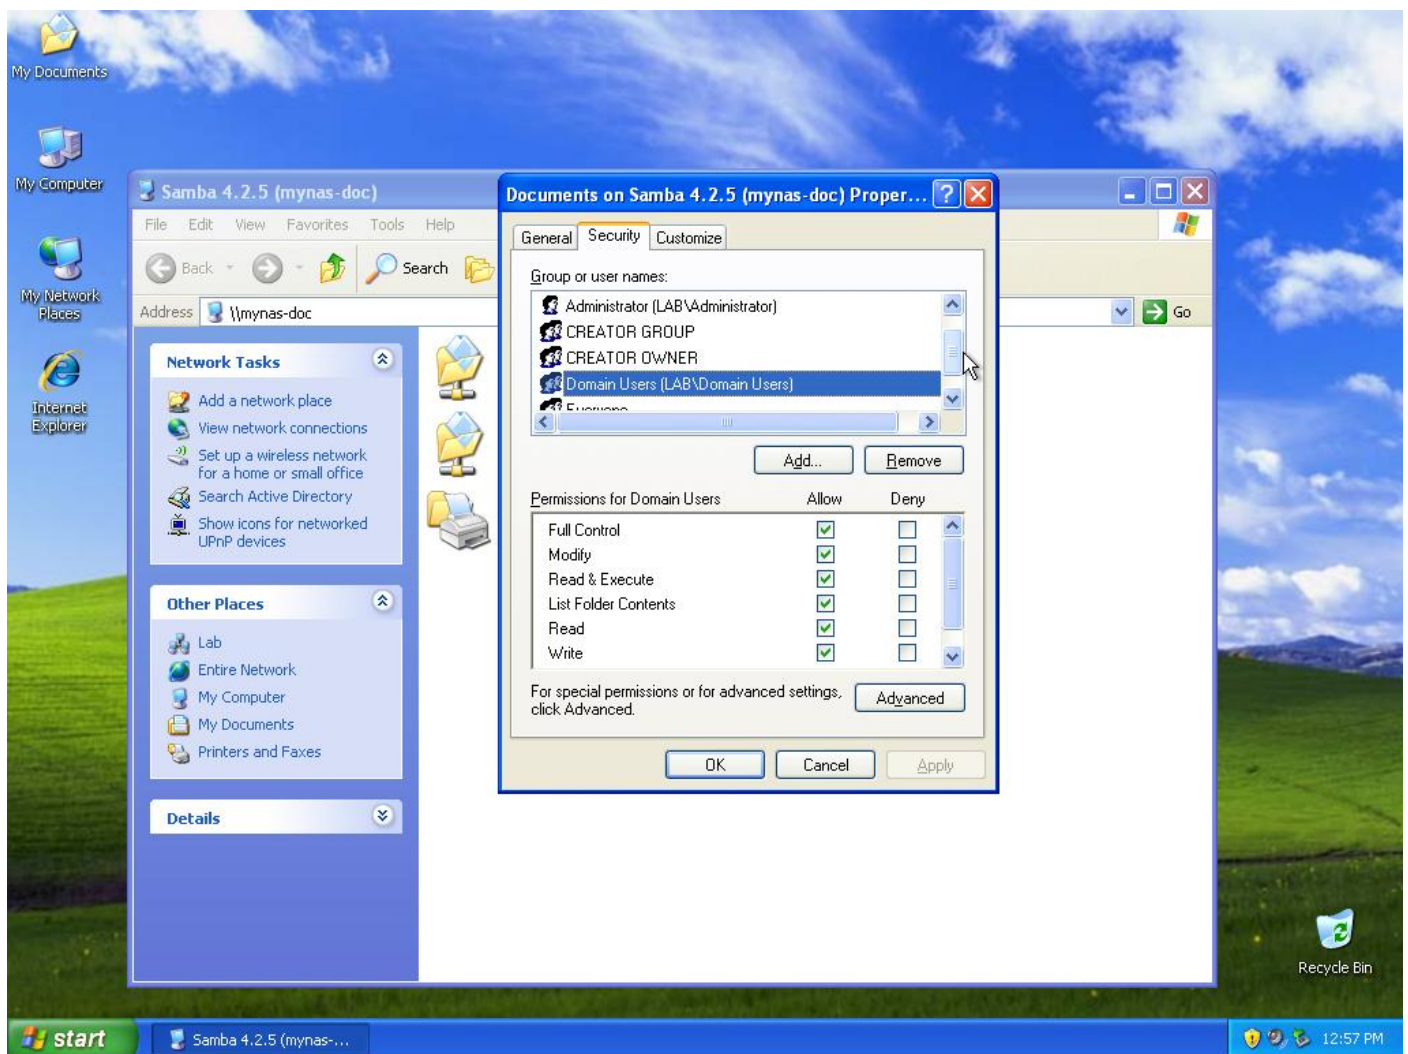 My Documents
My Computer
My Network
Places
Internet
Explorer
Samba 4.2.5 (mynas-doc)
File Edit View Favorites Tools Help
Back Search
Address \\mynas-doc Go
Network Tasks
Add a network place
View network connections
Set up a wireless network
for a home or small office
Search Active Directory
Show icons for networked
UPnP devices
Other Places
Lab
Entire Network
My Computer
My Documents
Printers and Faxes
Details
Documents on Samba 4.2.5 (mynas-doc) Proper... ?
General Security Customize
Group or user names:
Administrator (LAB\Administrator)
CREATOR GROUP
CREATOR OWNER
Domain Users (LAB\Domain Users)
Everyone
Add... Remove
Permissions for Domain Users Allow Deny
Full Control
Modify
Read & Execute
List Folder Contents
Read
Write
For special permissions or for advanced settings,
click Advanced.
Advanced
OK Cancel Apply
Recycle Bin
start Samba 4.2.5 (mynas-... 12:57 PM